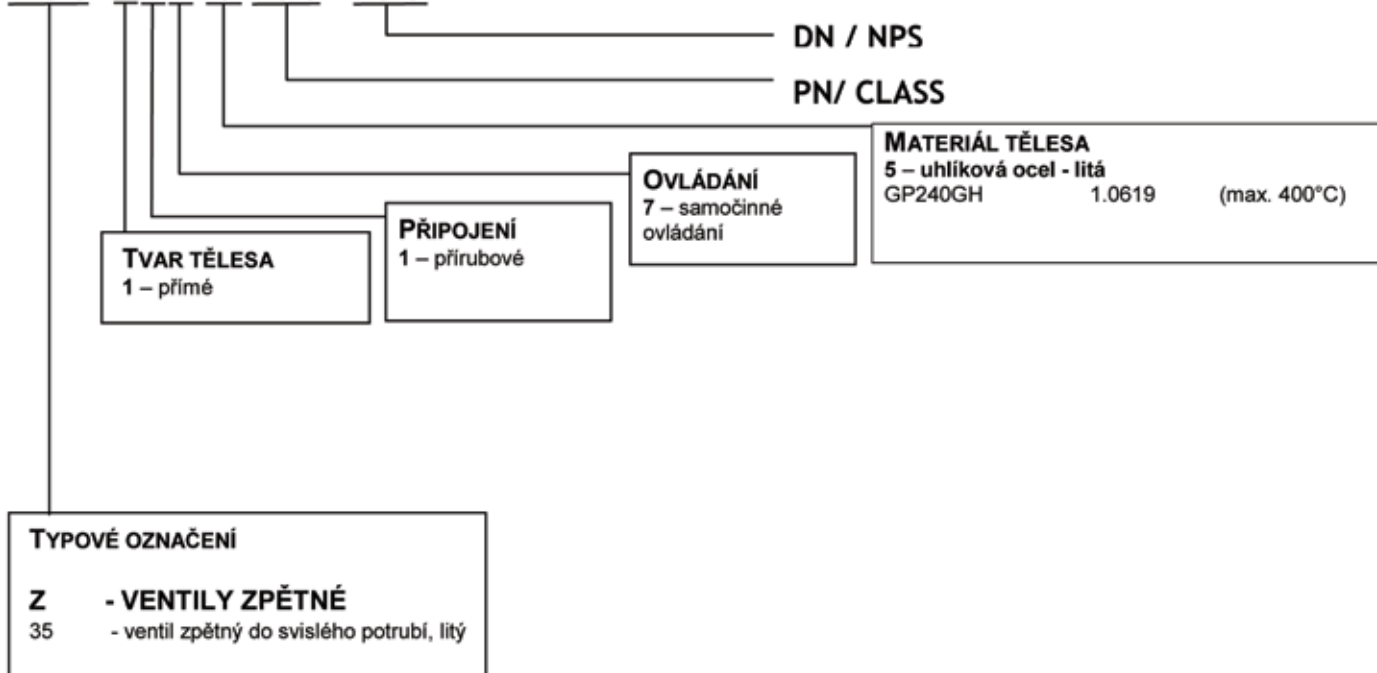 DN / NPS
PN/ CLASS
MATERIÁL TĚLESA
5 – uhlíková ocel - litá
GP240GH 1.0619 (max. 400°C)
OVLÁDÁNÍ
7 – samočinné
ovládání
PŘIPOJENÍ
1 – přírubové
TVAR TĚLESA
1 – přímé
TYPOVÉ OZNAČENÍ
Z - VENTILY ZPĚTNÉ
35 - ventil zpětný do svislého potrubí, litý